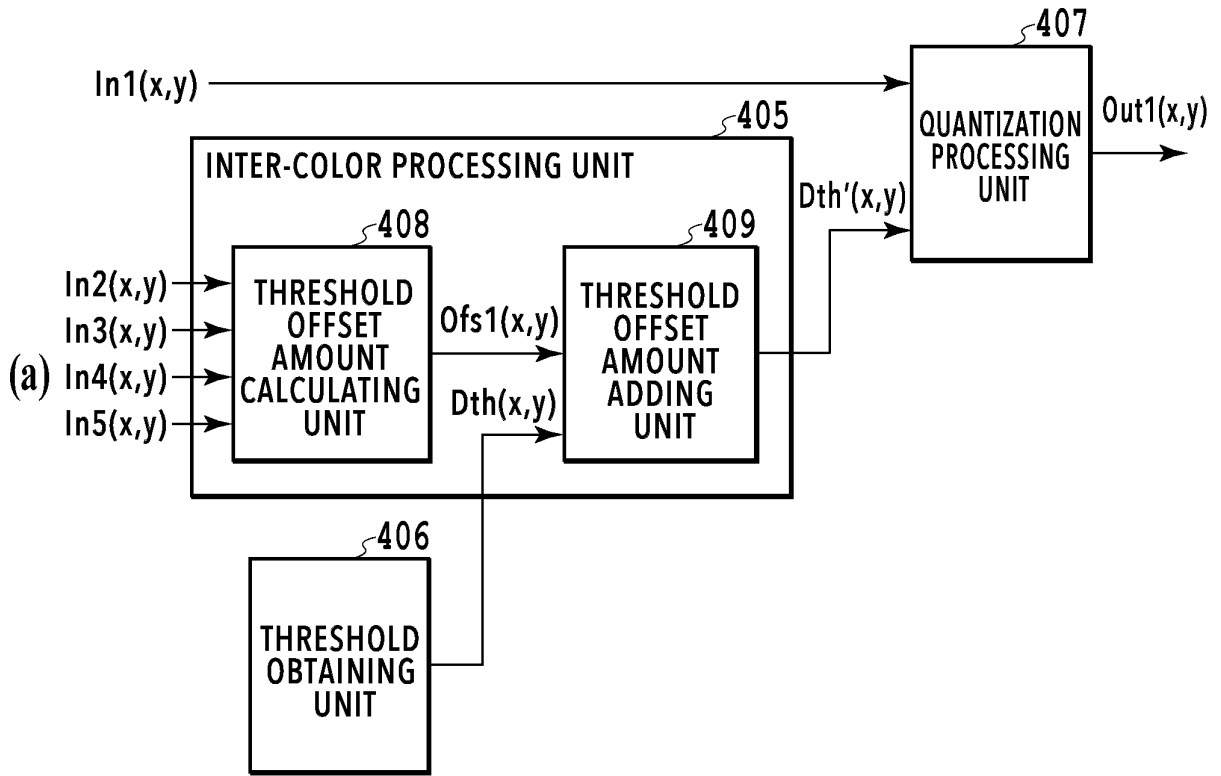 407
In1(x,y)
QUANTIZATION
PROCESSING
UNIT
Out1(x,y)
405
INTER-COLOR PROCESSING UNIT
Dth'(x,y)
408
409
In2(x,y)
In3(x,y)
In4(x,y)
In5(x,y)
(a)
THRESHOLD
OFFSET
AMOUNT
CALCULATING
UNIT
Ofs1(x,y)
Dth(x,y)
THRESHOLD
OFFSET
AMOUNT
ADDING
UNIT
406
THRESHOLD
OBTAINING
UNIT